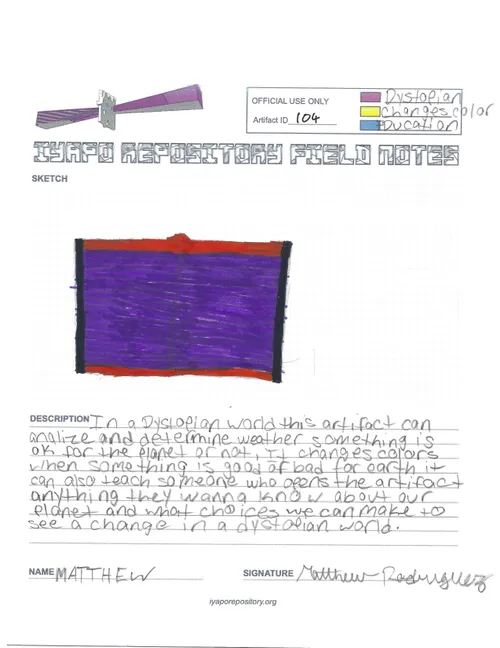 OFFICIAL USE ONLY
Artifact ID 104
Dystopian
Changes color
Education
IYAPO REPOSITORY FIELD NOTES
SKETCH
DESCRIPTION In a Dystopian world this artifact can
analize and determine weather something is
ok for the planet or not, It changes colors
when something is good or bad for earth it
can also teach someone who opens the artifact
anything they wanna know about our
planet and what choices we can make to
see a change in a dystopian world.
NAME MATTHEW SIGNATURE Matthew Rodriguez
iyaporepository.org